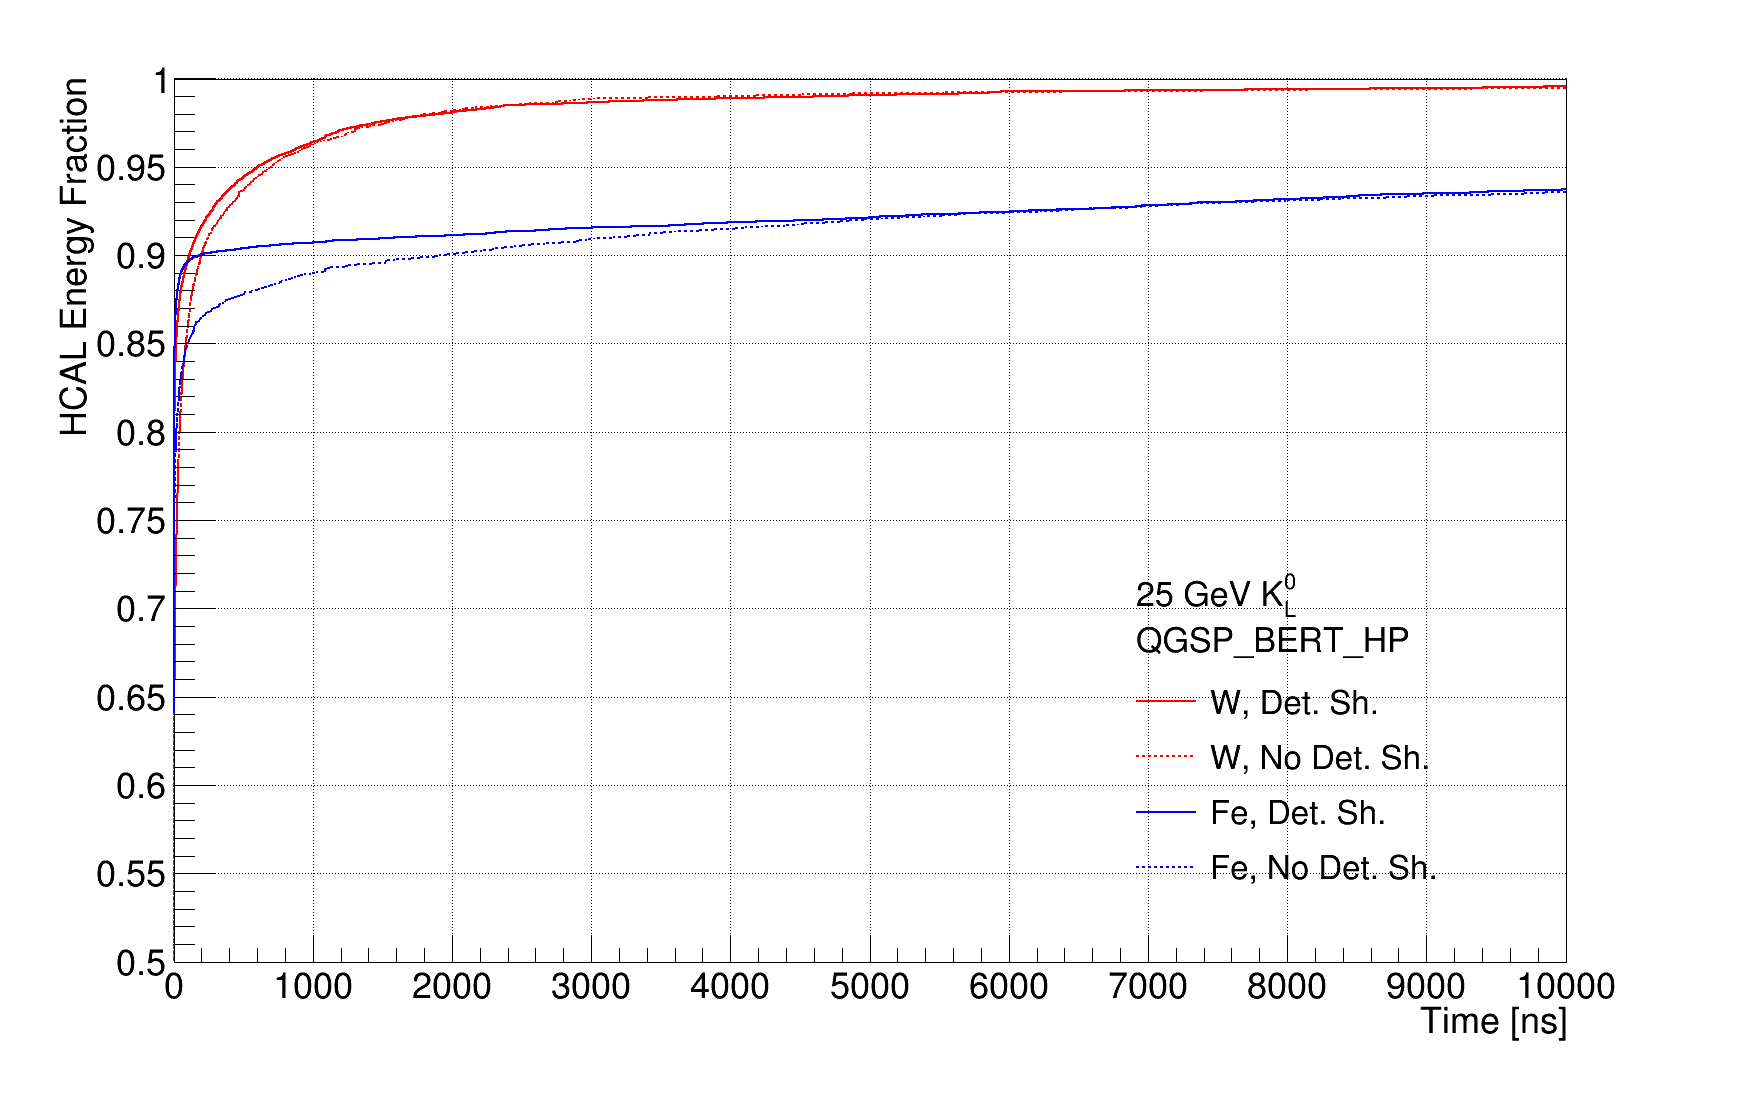 HCAL Energy Fraction
1
0.95
0.9
0.85
0.8
0.75
0.7
0.65
0.6
0.55
0.5
25 GeV K⁰_L
QGSP_BERT_HP
W, Det. Sh.
W, No Det. Sh.
Fe, Det. Sh.
Fe, No Det. Sh.
0 1000 2000 3000 4000 5000 6000 7000 8000 9000 10000
Time [ns]